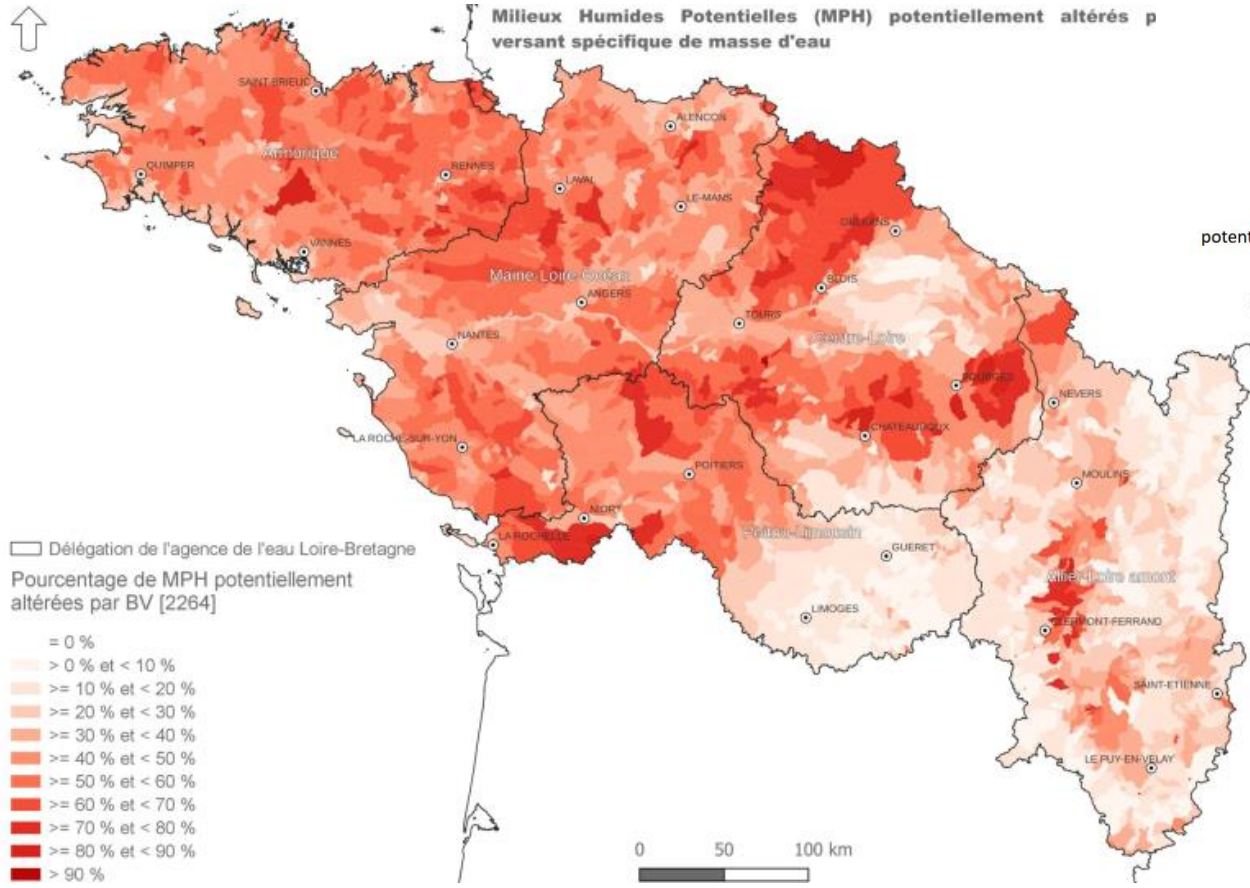 Milieux Humides Potentielles (MPH) potentiellement altérés p
versant spécifique de masse d'eau
SAINT-BRIEUC
ALENCON
Armorique
QUIMPER
RENNES
LAVAL
LE-MANS
ORLEANS
potent
VANNES
Maine-Loire-Océan
BLOIS
ANGERS
TOURS
Centre-Loire
NANTES
BOURGES
NEVERS
CHATEAUROUX
LA ROCHE-SUR-YON
POITIERS
MOULINS
NIORT
Poitou-Limousin
LA ROCHELLE
GUERET
Allier-Loire amont
LIMOGES
CLERMONT-FERRAND
SAINT-ETIENNE
LE PUY-EN-VELAY
Délégation de l'agence de l'eau Loire-Bretagne
Pourcentage de MPH potentiellement
altérées par BV [2264]
= 0 %
> 0 % et < 10 %
>= 10 % et < 20 %
>= 20 % et < 30 %
>= 30 % et < 40 %
>= 40 % et < 50 %
>= 50 % et < 60 %
>= 60 % et < 70 %
>= 70 % et < 80 %
>= 80 % et < 90 %
> 90 %
0 50 100 km